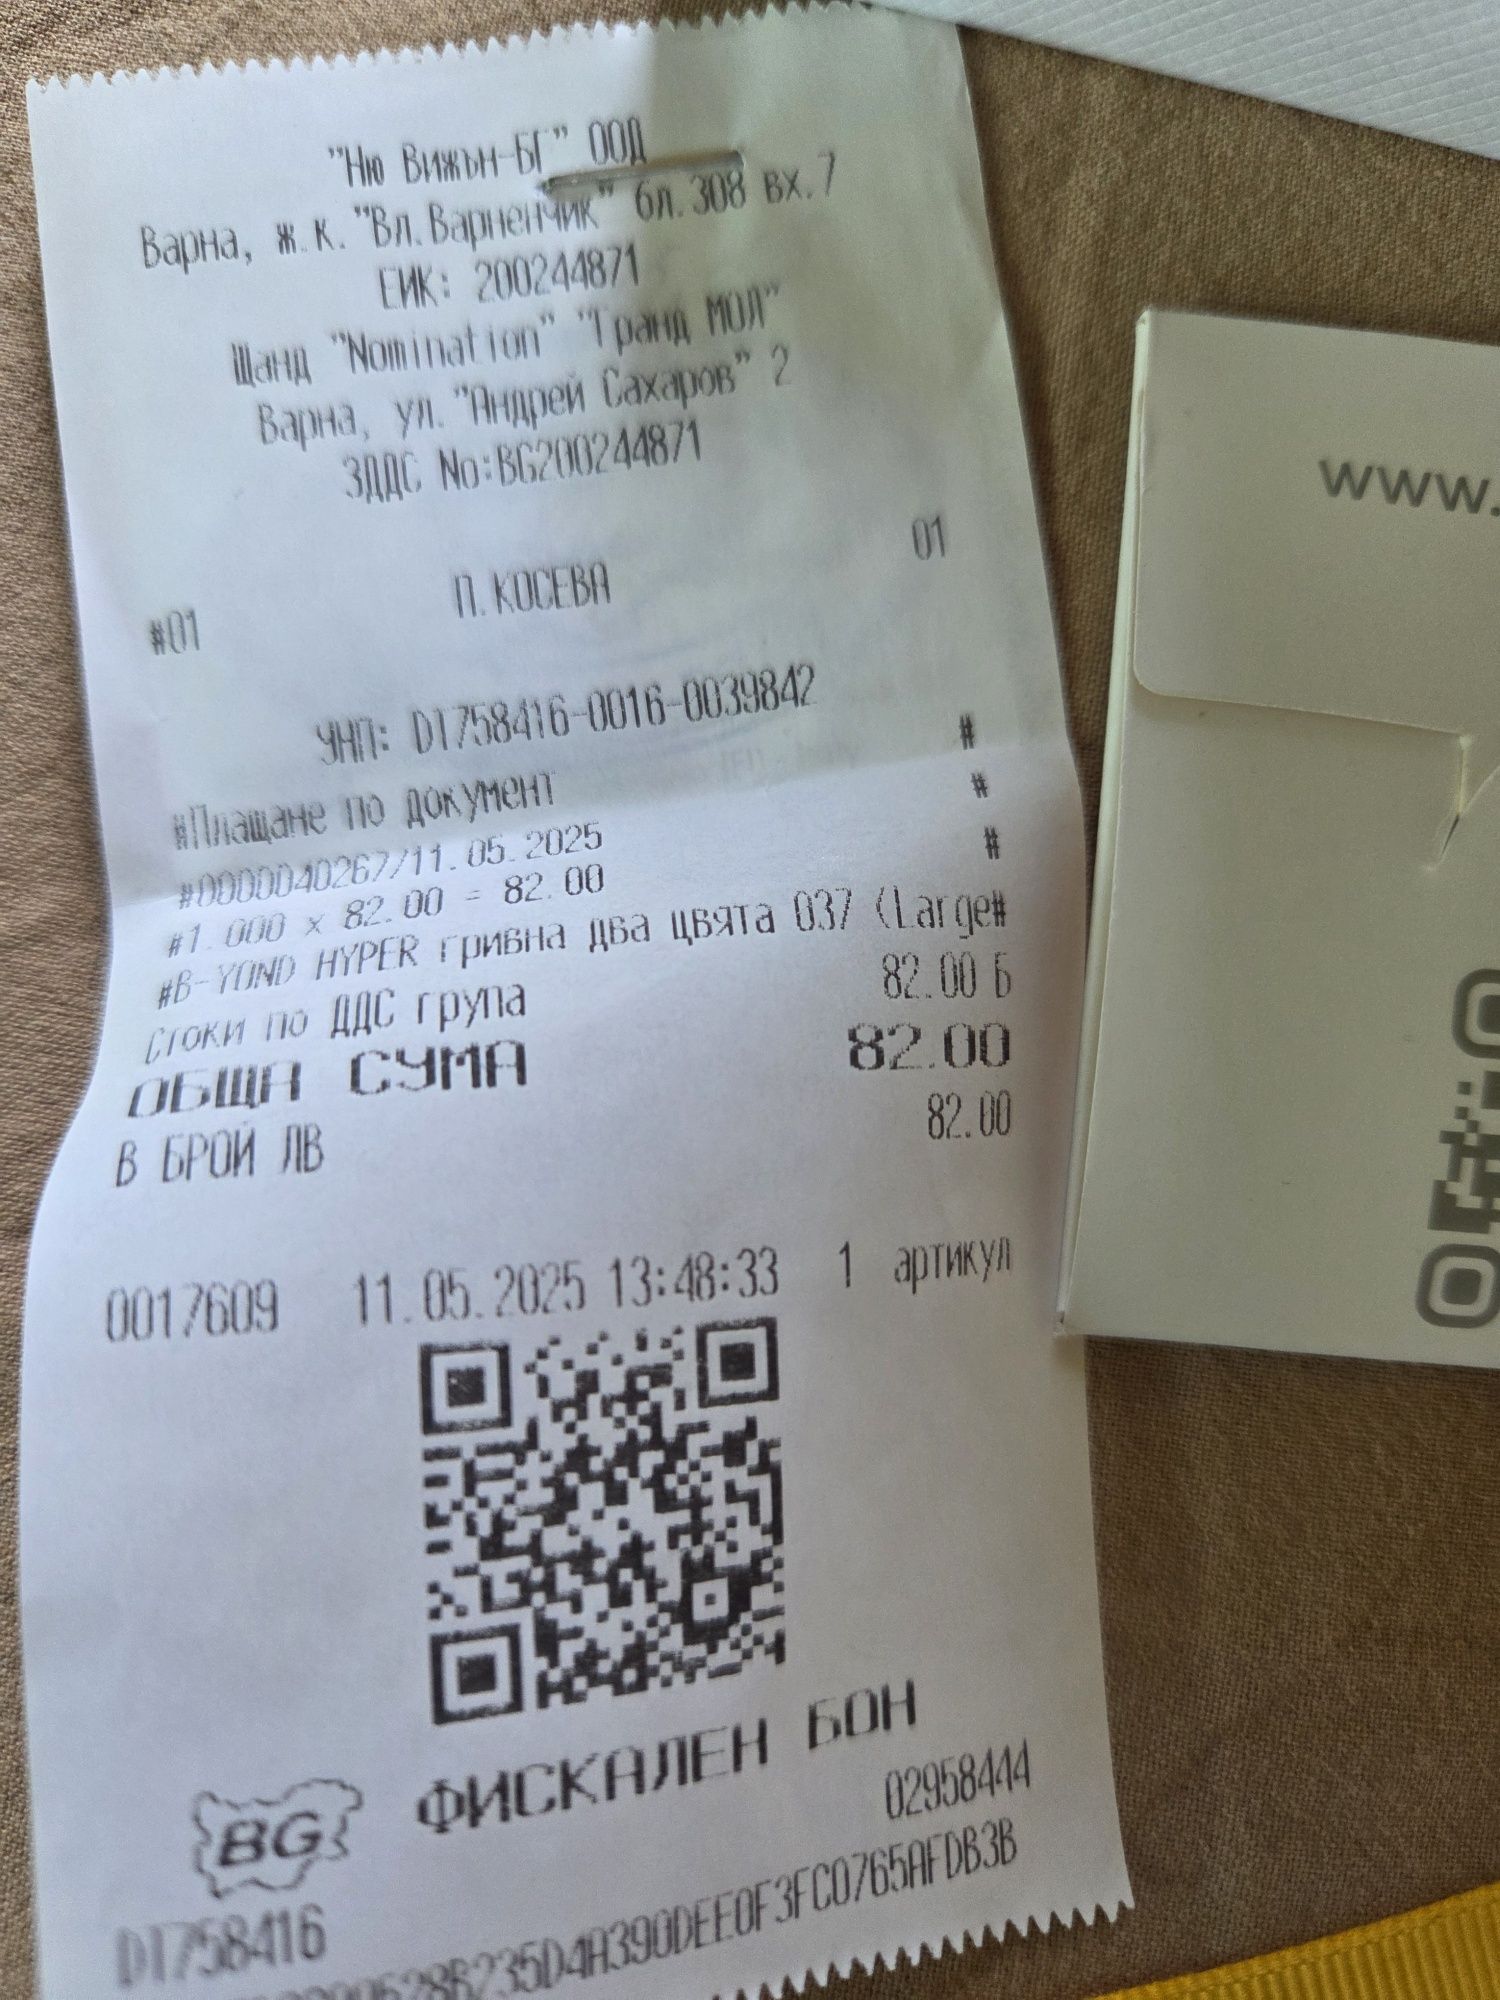 "Ню Вижън-БГ" ООД
Варна, ж.к."Вл.Варненчик" бл.308 вх.7
ЕИК: 200244871
Щанд "Nomination" "Гранд МОЛ"
Варна, ул."Андрей Сахаров" 2
ЗДДС No:BG200244871
01
П.КОСЕВА
#01
УНП: DT758416-0016-0039842
#Плащане по документ #
#0000040267/11.05.2025 #
#1.000 x 82.00 = 82.00 #
#B-YOND HYPER гривна два цвята 037 (Large#
Стоки по ДДС група 82.00 Б
ОБЩА СУМА 82.00
В БРОЙ ЛВ 82.00
0017609 11.05.2025 13:48:33 1 артикул
ФИСКАЛЕН БОН
BG
DT758416 02958444
28B235D4A390DEE0F3FC0765AFDB3B
www.